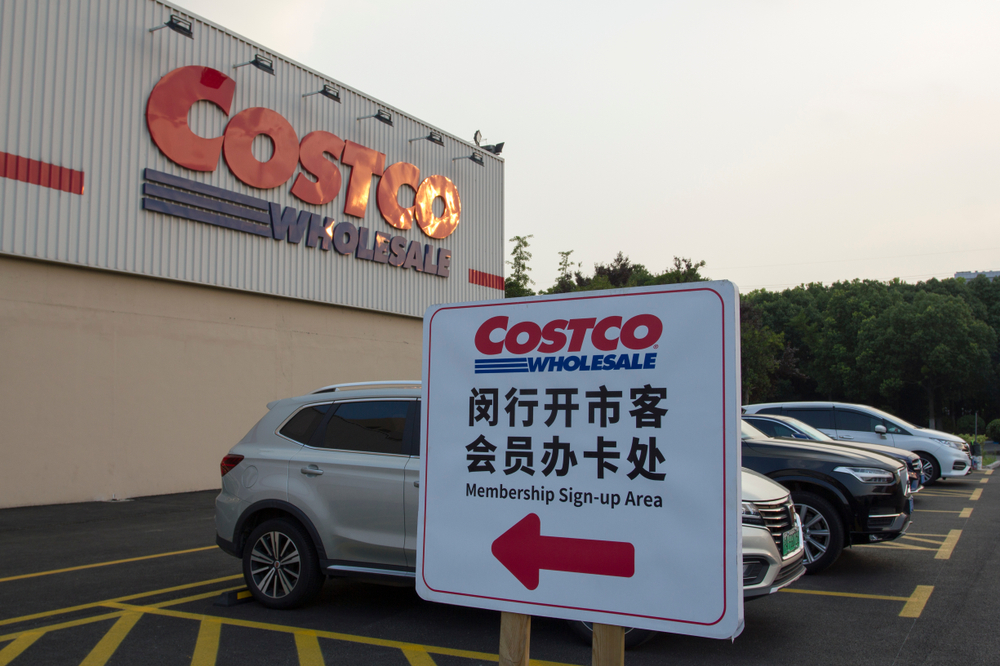 COSTCO
WHOLESALE
COSTCO
WHOLESALE
闵行开市客
会员办卡处
Membership Sign-up Area